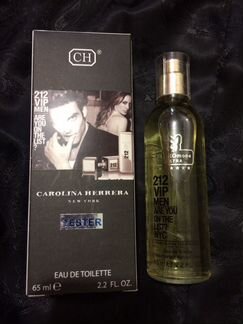 CH
212
VIP
MEN
ARE YOU
ON THE
LIST?
212
CAROLINA HERRERA
NEW YORK
TESTER
EAU DE TOILETTE
65 ml 2.2 FL. OZ.
212
VIP
MEN
ARE YOU
ON THE
LIST?
NYC